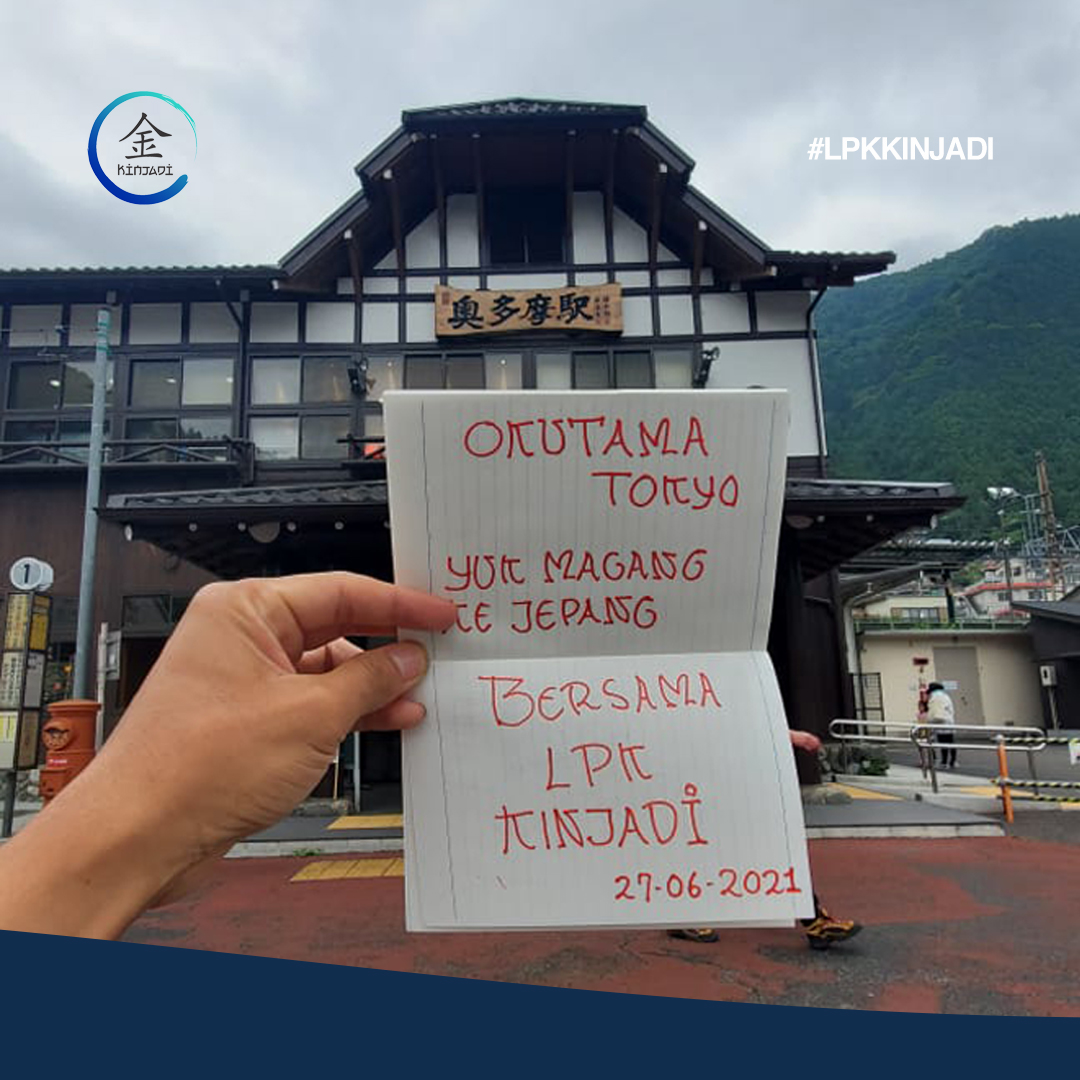 金
KINJADI
#LPKKINJADI
奥多摩駅
1
OKUTAMA
TOKYO
YUK MAGANG
KE JEPANG
BERSAMA
LPK
KINJADI
27-06-2021